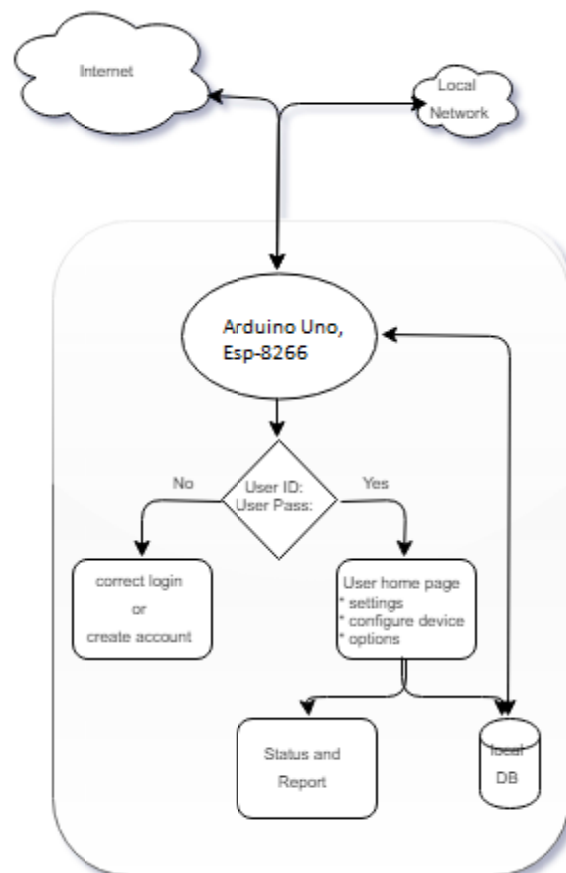 Internet
Local
Network
Arduino Uno,
Esp-8266
No
User ID:
User Pass:
Yes
correct login
or
create account
User home page
* settings
* configure device
* options
Status and
Report
local
DB